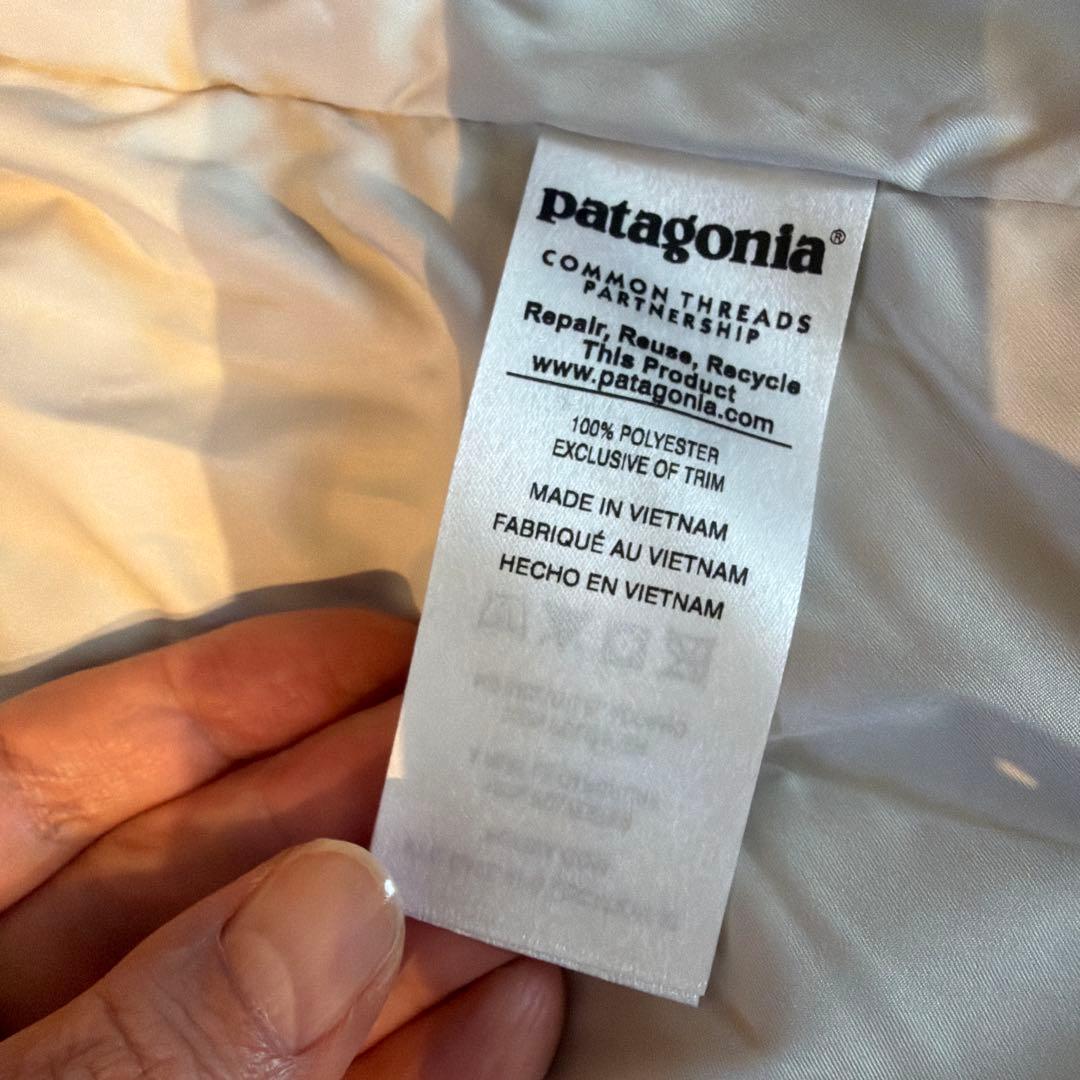 patagonia®
COMMON THREADS
PARTNERSHIP
Repair, Reuse, Recycle
This Product
www.patagonia.com
100% POLYESTER
EXCLUSIVE OF TRIM
MADE IN VIETNAM
FABRIQUÉ AU VIETNAM
HECHO EN VIETNAM